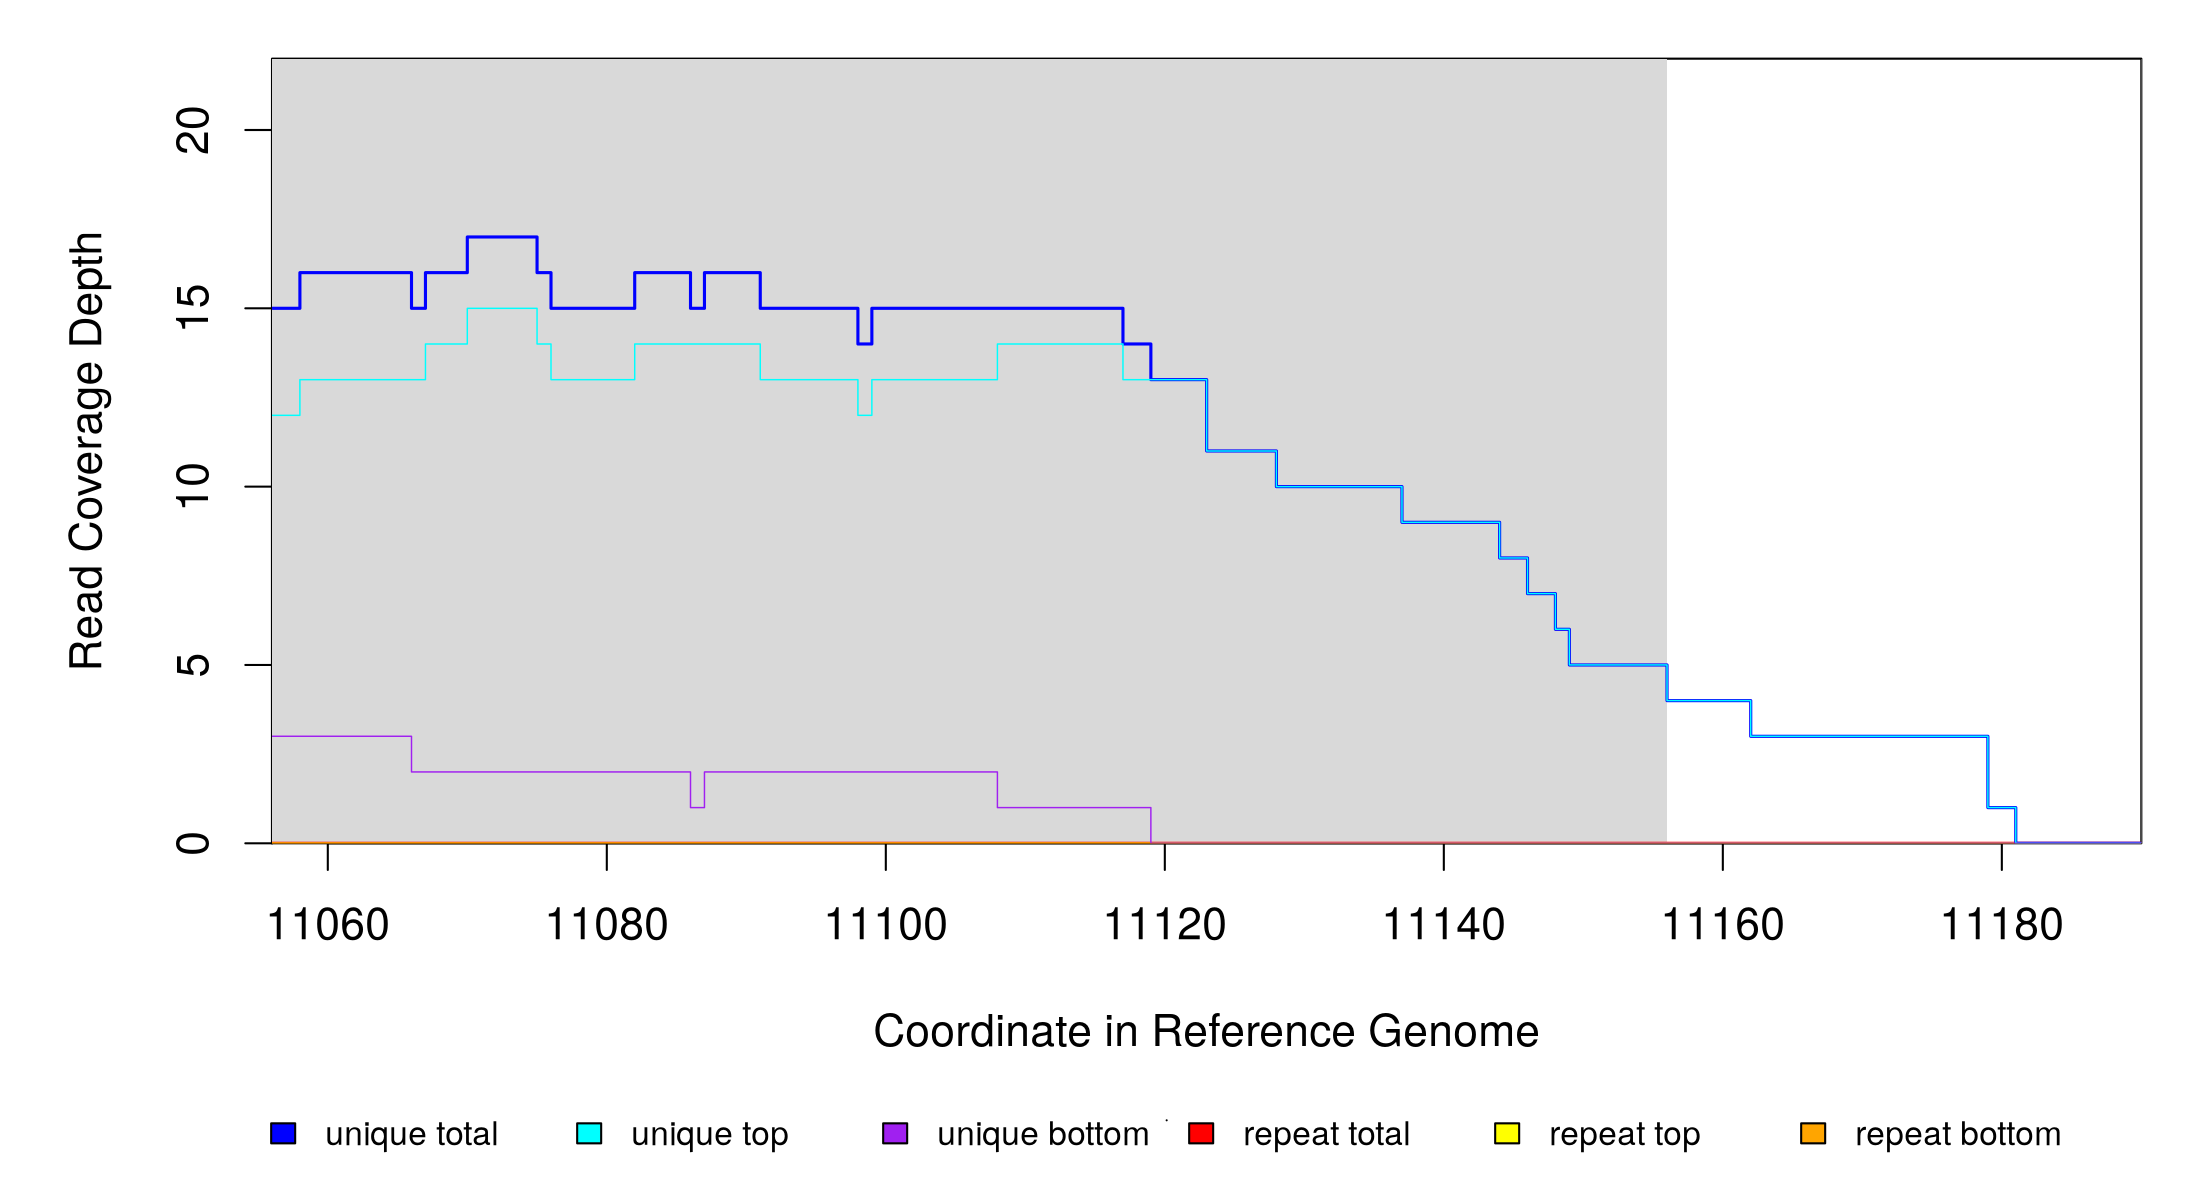 Read Coverage Depth
20
15
10
5
0
11060 11080 11100 11120 11140 11160 11180
Coordinate in Reference Genome
unique total unique top unique bottom repeat total repeat top repeat bottom